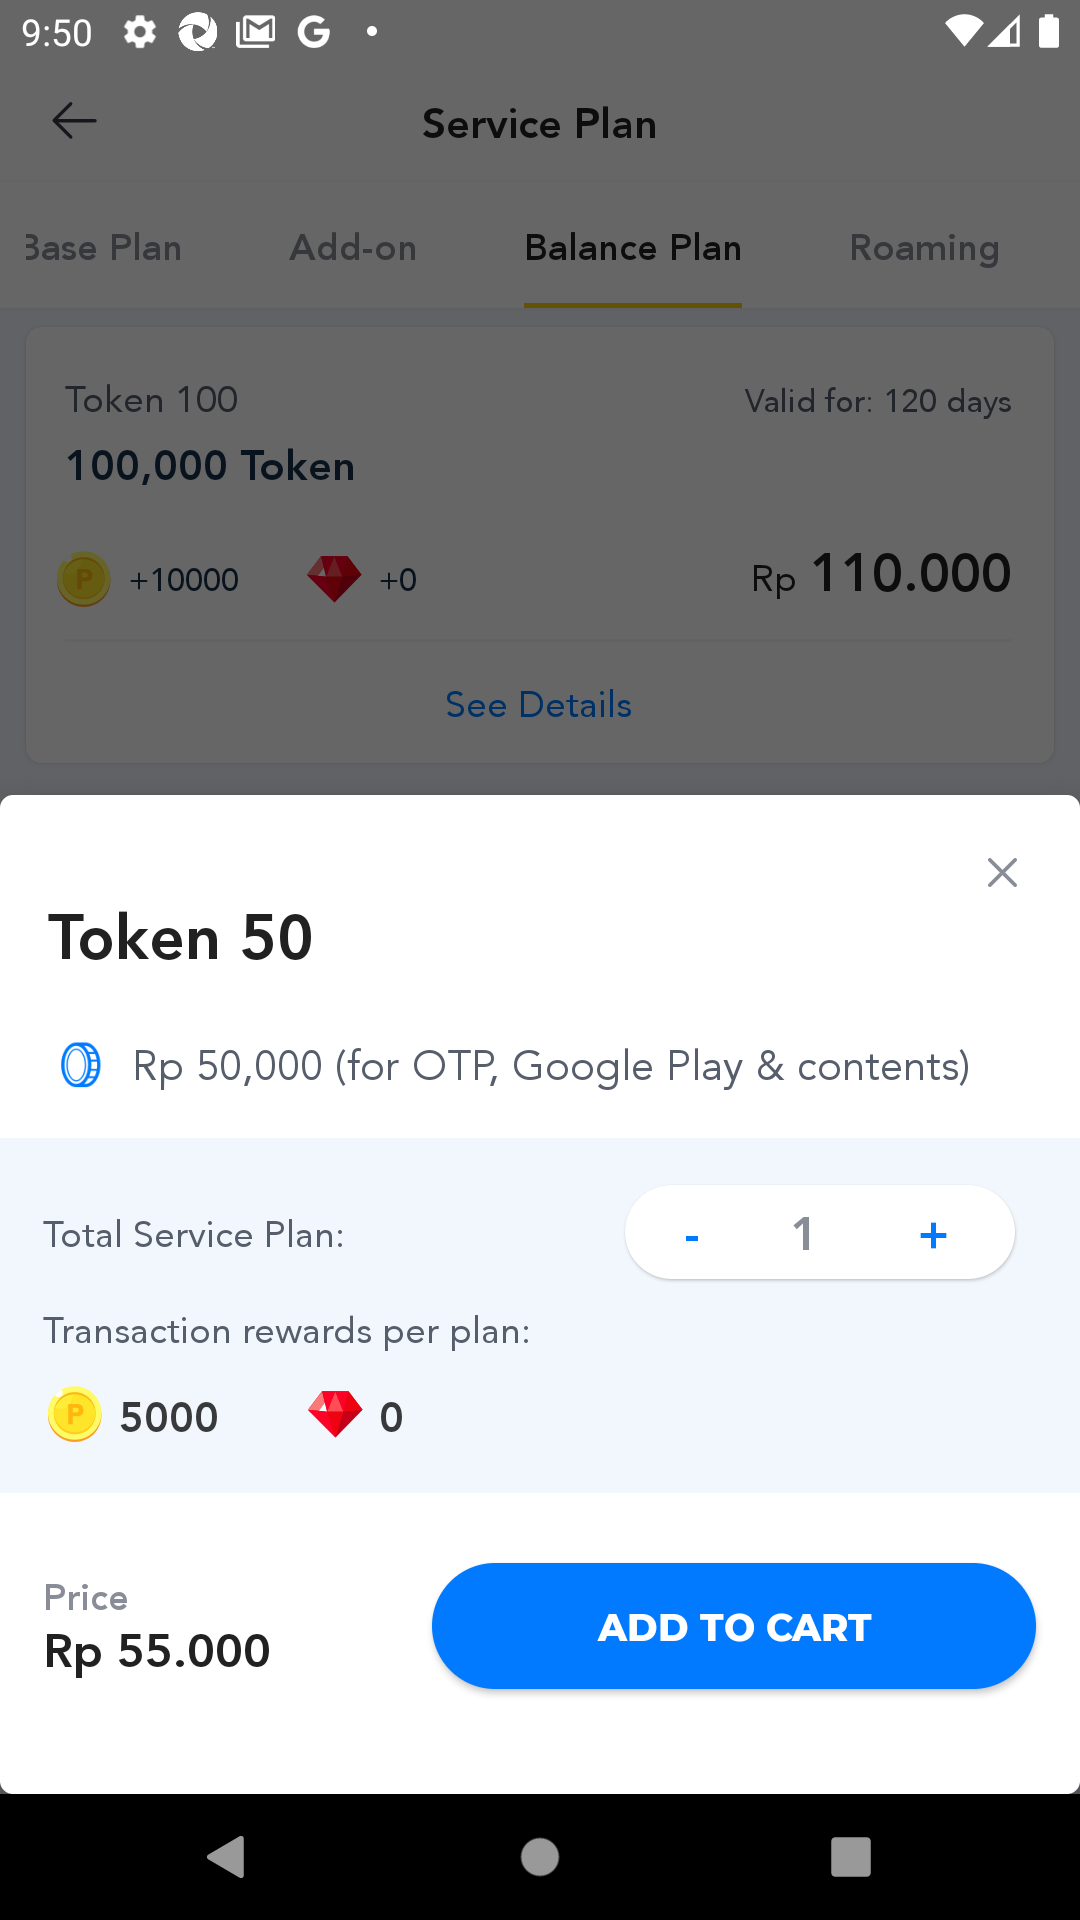 9:50
Service Plan
Base Plan Add-on Balance Plan Roaming
Token 100 Valid for: 120 days
100,000 Token
P +10000 +0 Rp 110.000
See Details
Token 50
Rp 50,000 (for OTP, Google Play & contents)
Total Service Plan: - 1 +
Transaction rewards per plan:
P 5000 0
Price
Rp 55.000
ADD TO CART